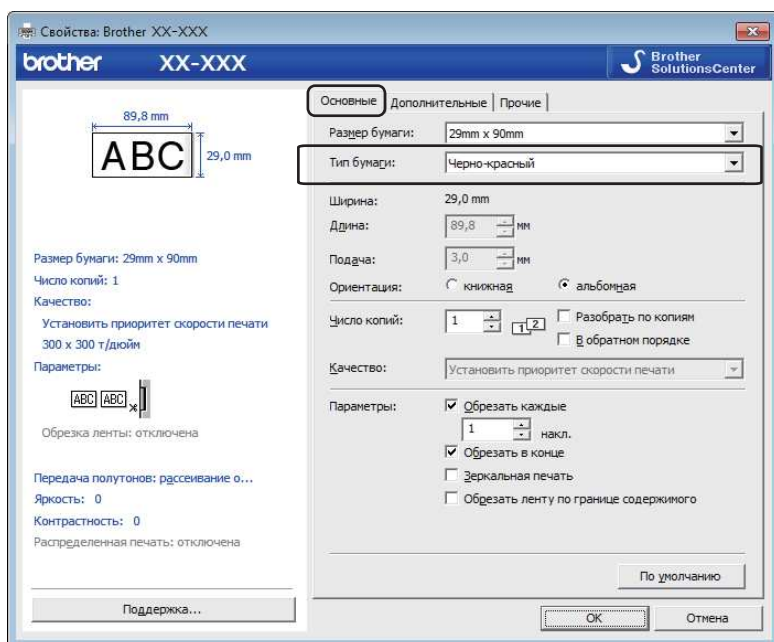 Свойства: Brother XX-XXX
brother XX-XXX
Brother
SolutionsCenter
89,8 mm
ABC
29,0 mm
Размер бумаги: 29mm x 90mm
Число копий: 1
Качество:
Установить приоритет скорости печати
300 x 300 т/дюйм
Параметры:
ABC ABC
Обрезка ленты: отключена
Передача полутонов: рассеивание о...
Яркость: 0
Контрастность: 0
Распределенная печать: отключена
Поддержка...
Основные Дополнительные Прочие
Размер бумаги: 29mm x 90mm
Тип бумаги: Черно-красный
Ширина: 29,0 mm
Длина: 89,8 мм
Подача: 3,0 мм
Ориентация: книжная альбомная
Число копий: 1 1 2 Разобрать по копиям
В обратном порядке
Качество: Установить приоритет скорости печати
Параметры: Обрезать каждые
1 накл.
Обрезать в конце
Зеркальная печать
Обрезать ленту по границе содержимого
По умолчанию
OK Отмена